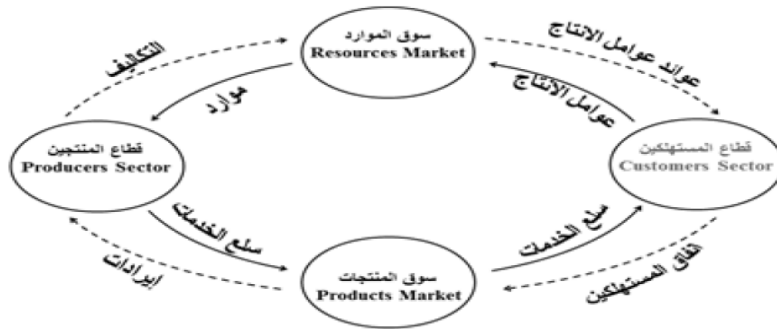 سوق الموارد
Resources Market
التكاليف
عوائد عوامل الانتاج
موارد
عوامل الانتاج
قطاع المنتجين
Producers Sector
قطاع المستهلكين
Customers Sector
سلع الخدمات
سلع الخدمات
إيرادات
انفاق المستهلكين
سوق المنتجات
Products Market